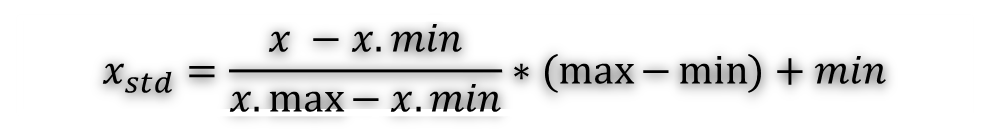 x_std = (x − x.min) / (x.max − x.min) * (max − min) + min